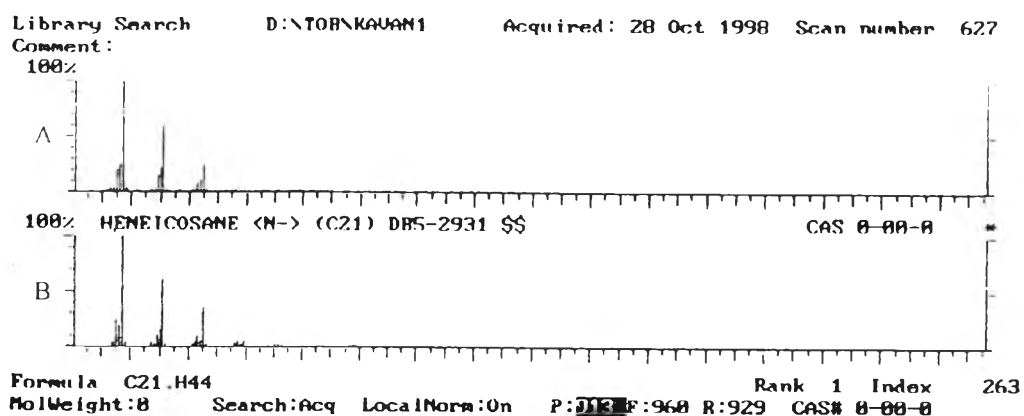 Library Search D:\TOB\KAVAM1 Acquired: 28 Oct 1998 Scan number 627
Comment:
100%
A
100% HENEICOSANE <N-> (C21) DB5-2931 $$ CAS 0-00-0
B
Formula C21.H44 Rank 1 Index 263
MolWeight:0 Search:Acq LocalNorm:On P: F:960 R:929 CAS# 0-00-0